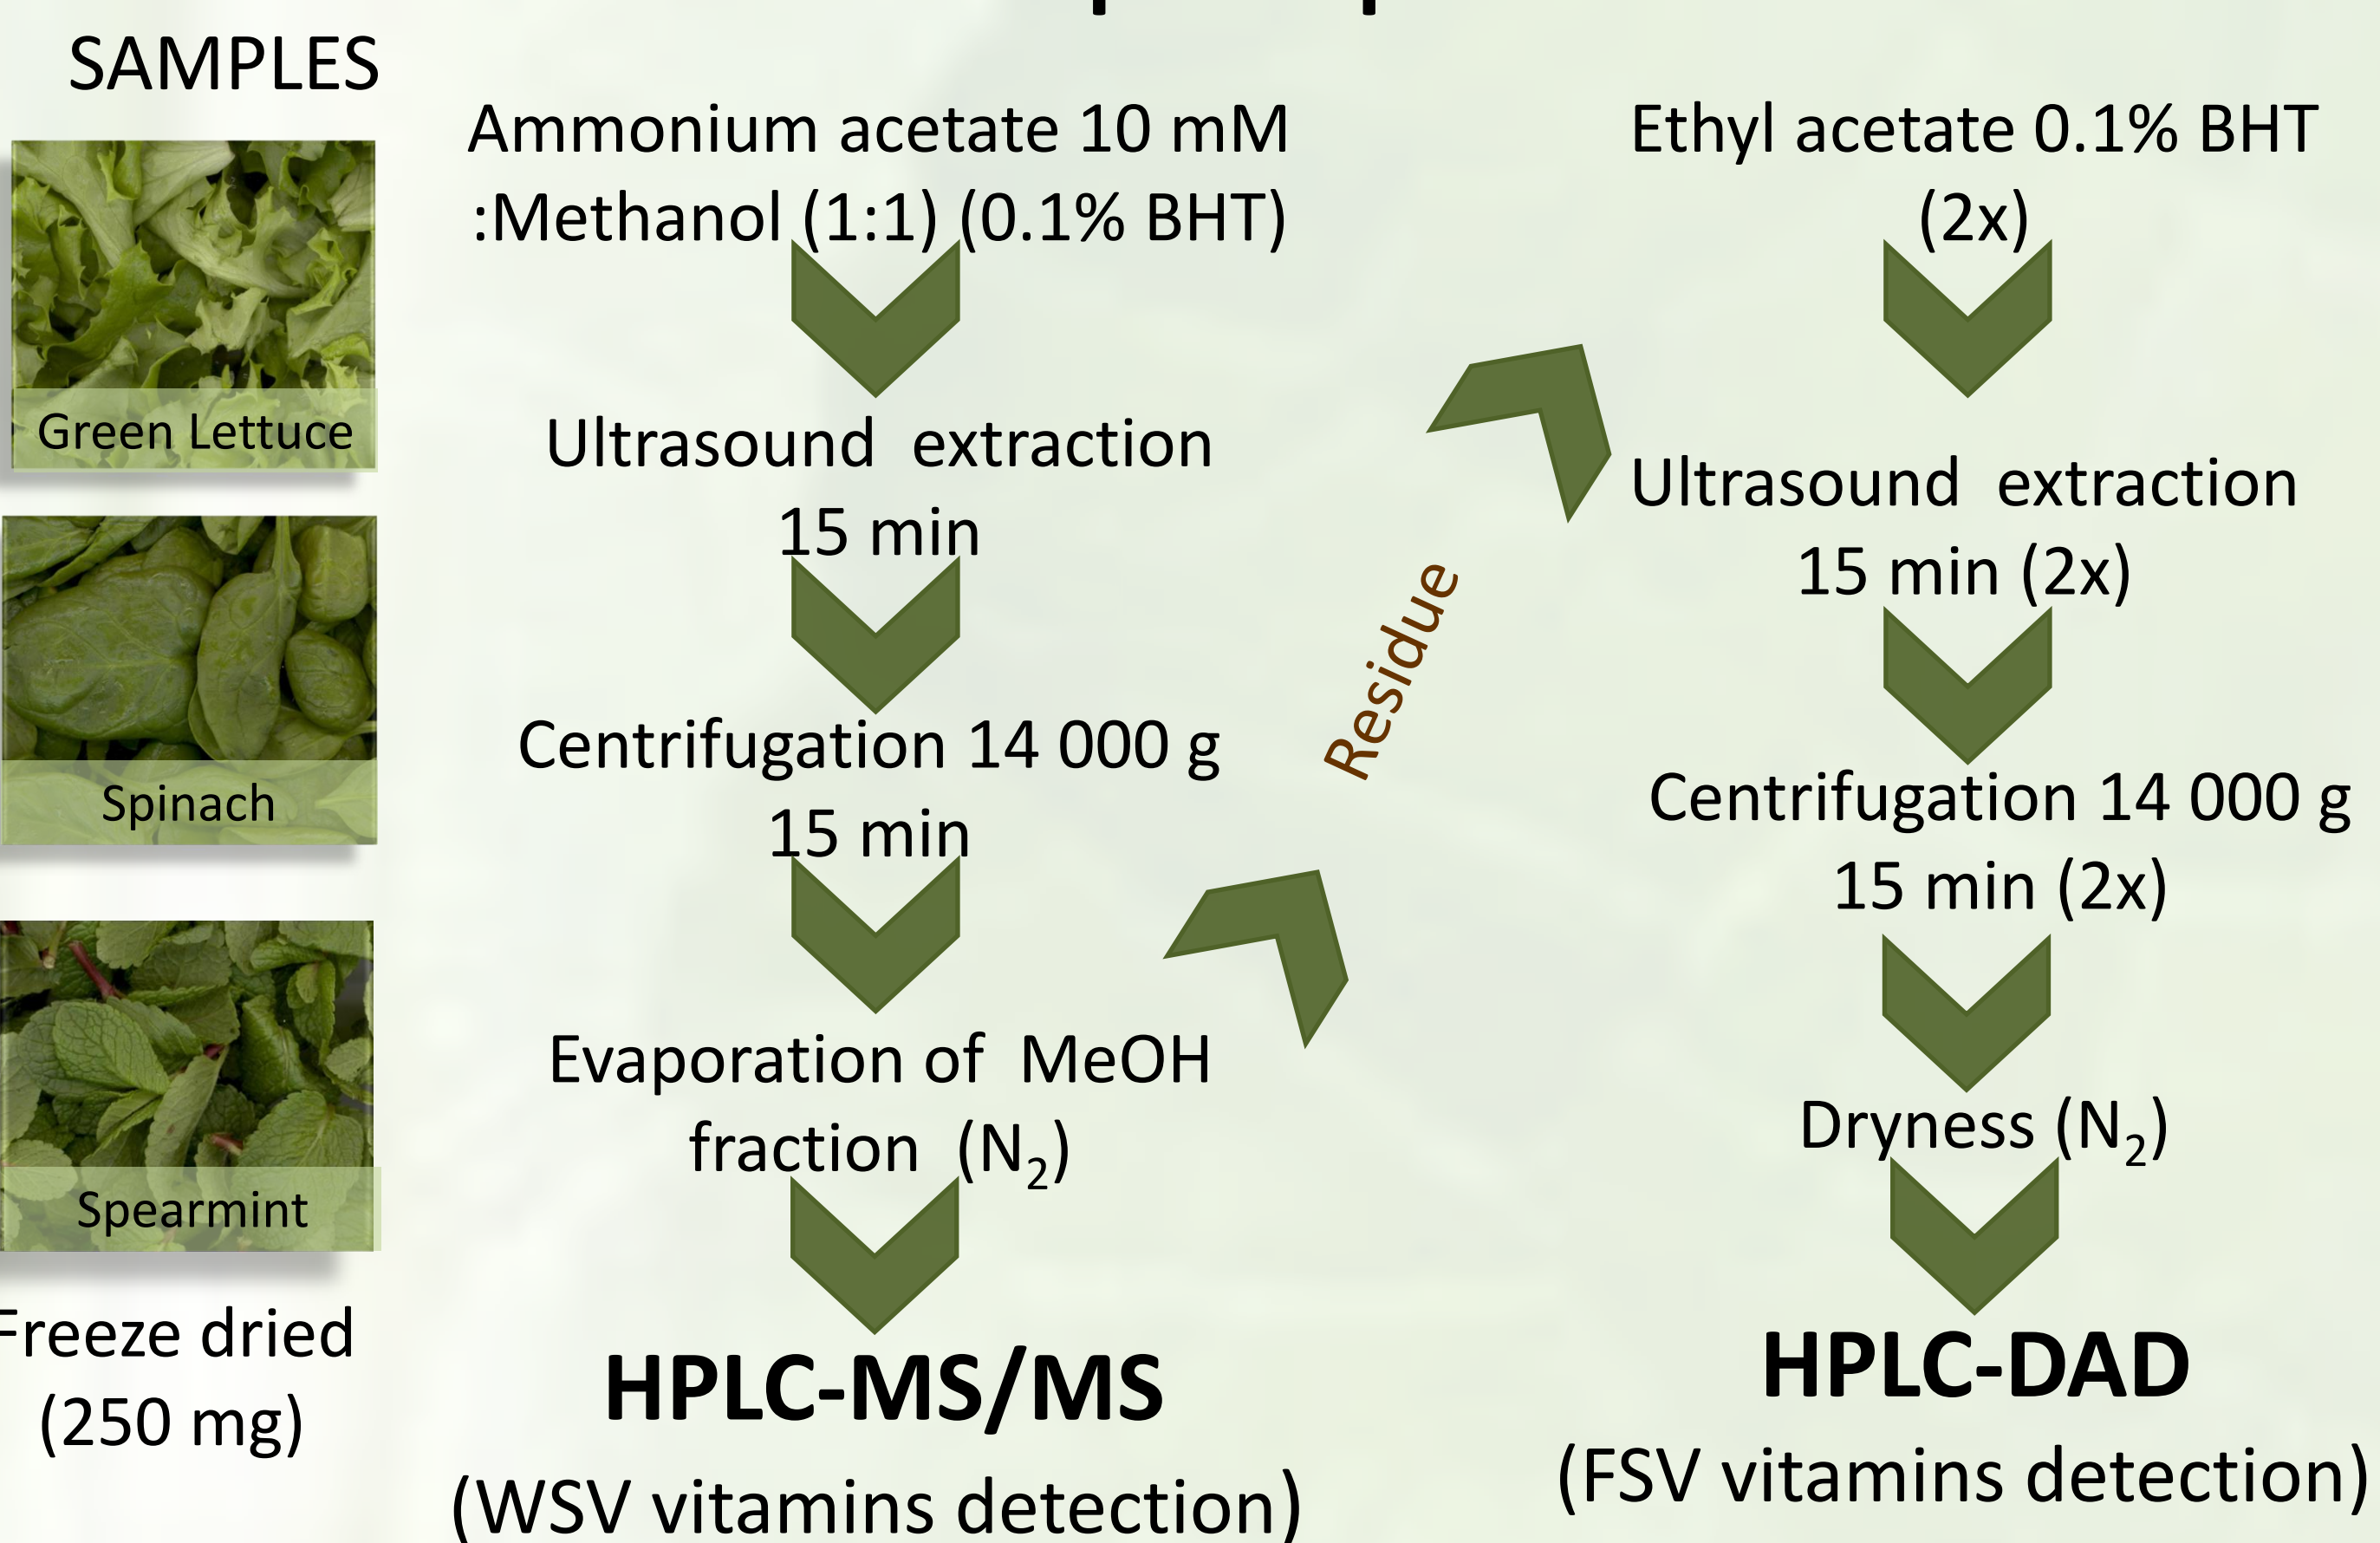 SAMPLES
Green Lettuce
Spinach
Spearmint
Freeze dried
(250 mg)
Ammonium acetate 10 mM
:Methanol (1:1) (0.1% BHT)
Ultrasound extraction
15 min
Centrifugation 14 000 g
15 min
Evaporation of MeOH
fraction (N₂)
HPLC-MS/MS
(WSV vitamins detection)
Residue
Ethyl acetate 0.1% BHT
(2x)
Ultrasound extraction
15 min (2x)
Centrifugation 14 000 g
15 min (2x)
Dryness (N₂)
HPLC-DAD
(FSV vitamins detection)